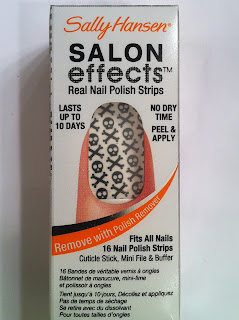 Sally Hansen
SALON
effects™
Real Nail Polish Strips
LASTS
UP TO
10 DAYS
NO DRY
TIME
PEEL &
APPLY
Remove with Polish Remover
Fits All Nails
16 Nail Polish Strips
Cuticle Stick, Mini File & Buffer
16 Bandes de véritable vernis à ongles
Bâtonnet de manucure, mini-lime
et polissoir à ongles
Tient jusqu'à 10 jours, Décollez et appliquez
Pas de temps de séchage
Se retire avec du dissolvant
Pour toutes tailles d'ongles